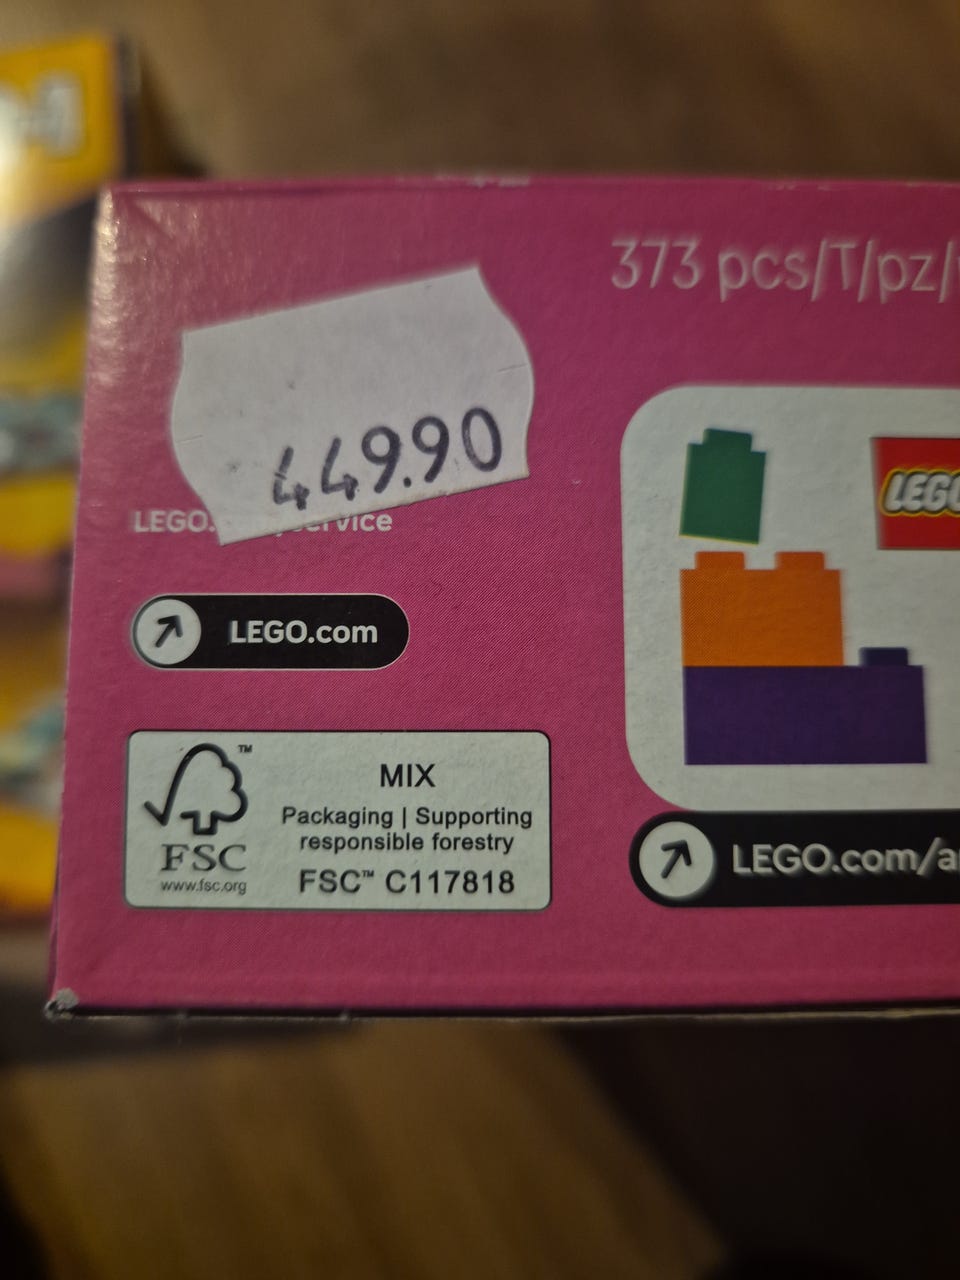 373 pcs/T/pz/
449.90
LEGO.
LEGO
LEGO.com
™
MIX
Packaging | Supporting
responsible forestry
FSC
www.fsc.org
FSC™ C117818
LEGO.com/